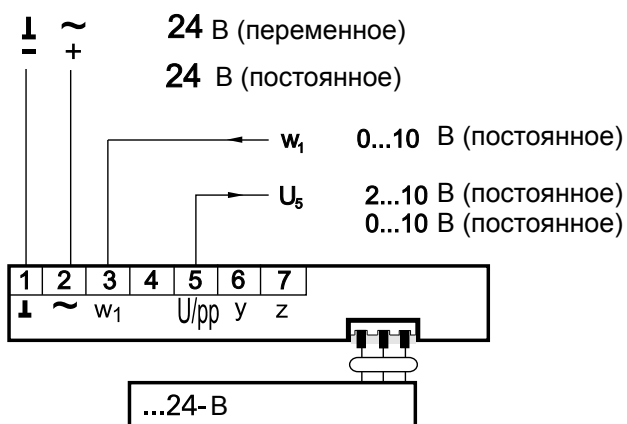 ⊥ ~ 24 В (переменное)
- + 24 В (постоянное)
w₁ 0...10 В (постоянное)
U₅ 2...10 В (постоянное)
0...10 В (постоянное)
1 2 3 4 5 6 7
⊥ ~ w₁ U/pp y z
...24-В